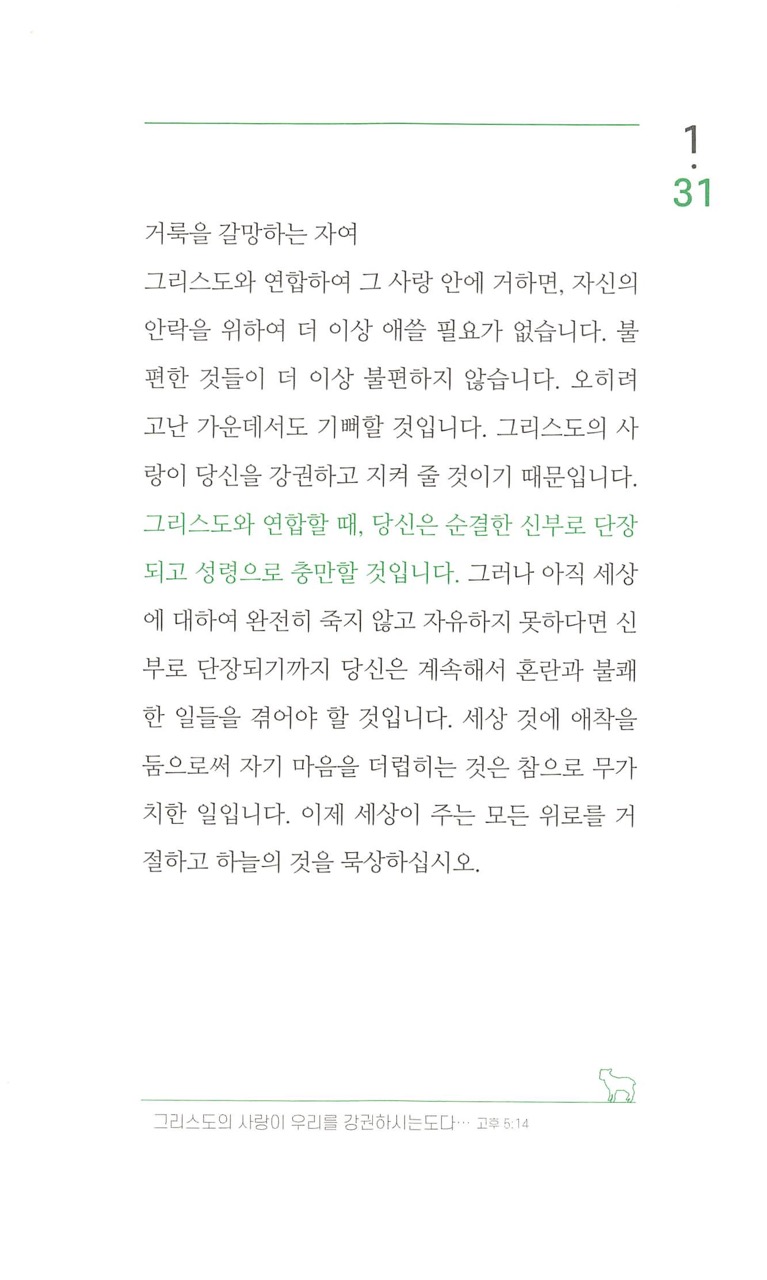 1
.
31
거룩을 갈망하는 자여
그리스도와 연합하여 그 사랑 안에 거하면, 자신의
안락을 위하여 더 이상 애쓸 필요가 없습니다. 불
편한 것들이 더 이상 불편하지 않습니다. 오히려
고난 가운데서도 기뻐할 것입니다. 그리스도의 사
랑이 당신을 강권하고 지켜 줄 것이기 때문입니다.
그리스도와 연합할 때, 당신은 순결한 신부로 단장
되고 성령으로 충만할 것입니다. 그러나 아직 세상
에 대하여 완전히 죽지 않고 자유하지 못하다면 신
부로 단장되기까지 당신은 계속해서 혼란과 불쾌
한 일들을 겪어야 할 것입니다. 세상 것에 애착을
둠으로써 자기 마음을 더럽히는 것은 참으로 무가
치한 일입니다. 이제 세상이 주는 모든 위로를 거
절하고 하늘의 것을 묵상하십시오.
그리스도의 사랑이 우리를 강권하시는도다… 고후 5:14